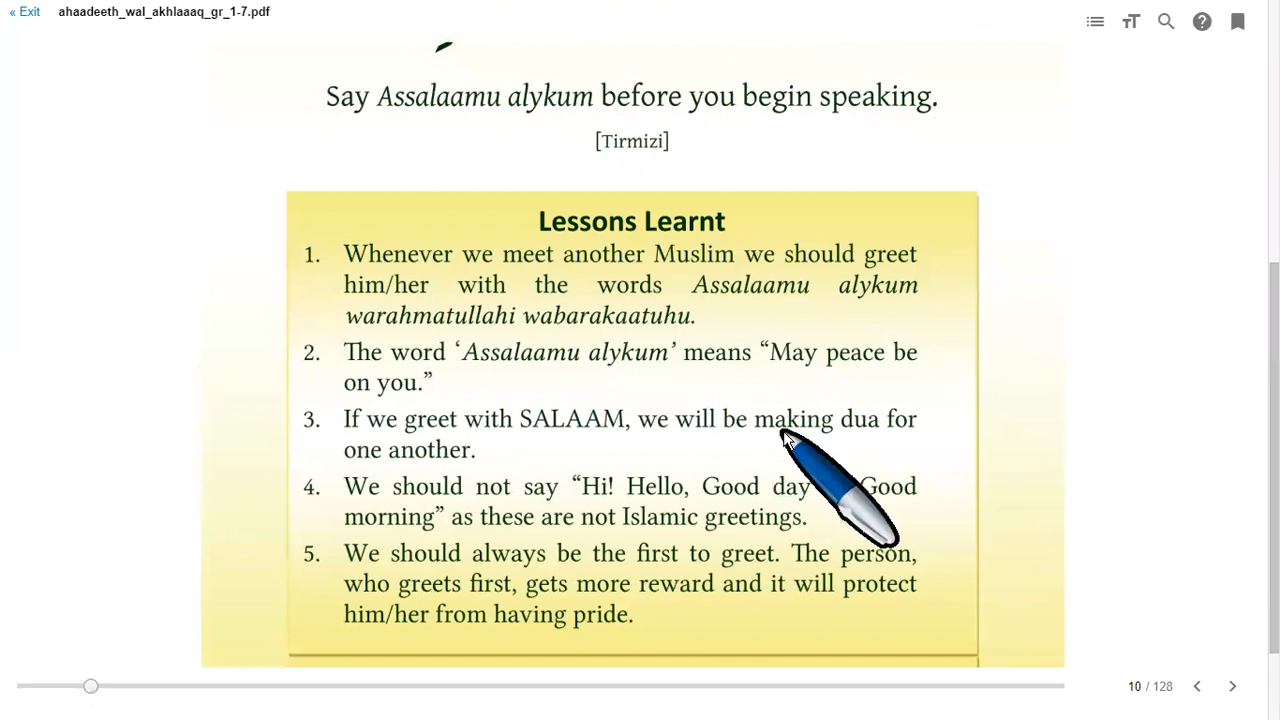 « Exit ahaadeeth_wal_akhlaaaq_gr_1-7.pdf
Say Assalaamu alykum before you begin speaking.
[Tirmizi]
Lessons Learnt
1. Whenever we meet another Muslim we should greet
him/her with the words Assalaamu alykum
warahmatullahi wabarakaatuhu.
2. The word ‘Assalaamu alykum’ means “May peace be
on you.”
3. If we greet with SALAAM, we will be making dua for
one another.
4. We should not say “Hi! Hello, Good day Good
morning” as these are not Islamic greetings.
5. We should always be the first to greet. The person,
who greets first, gets more reward and it will protect
him/her from having pride.
10 / 128